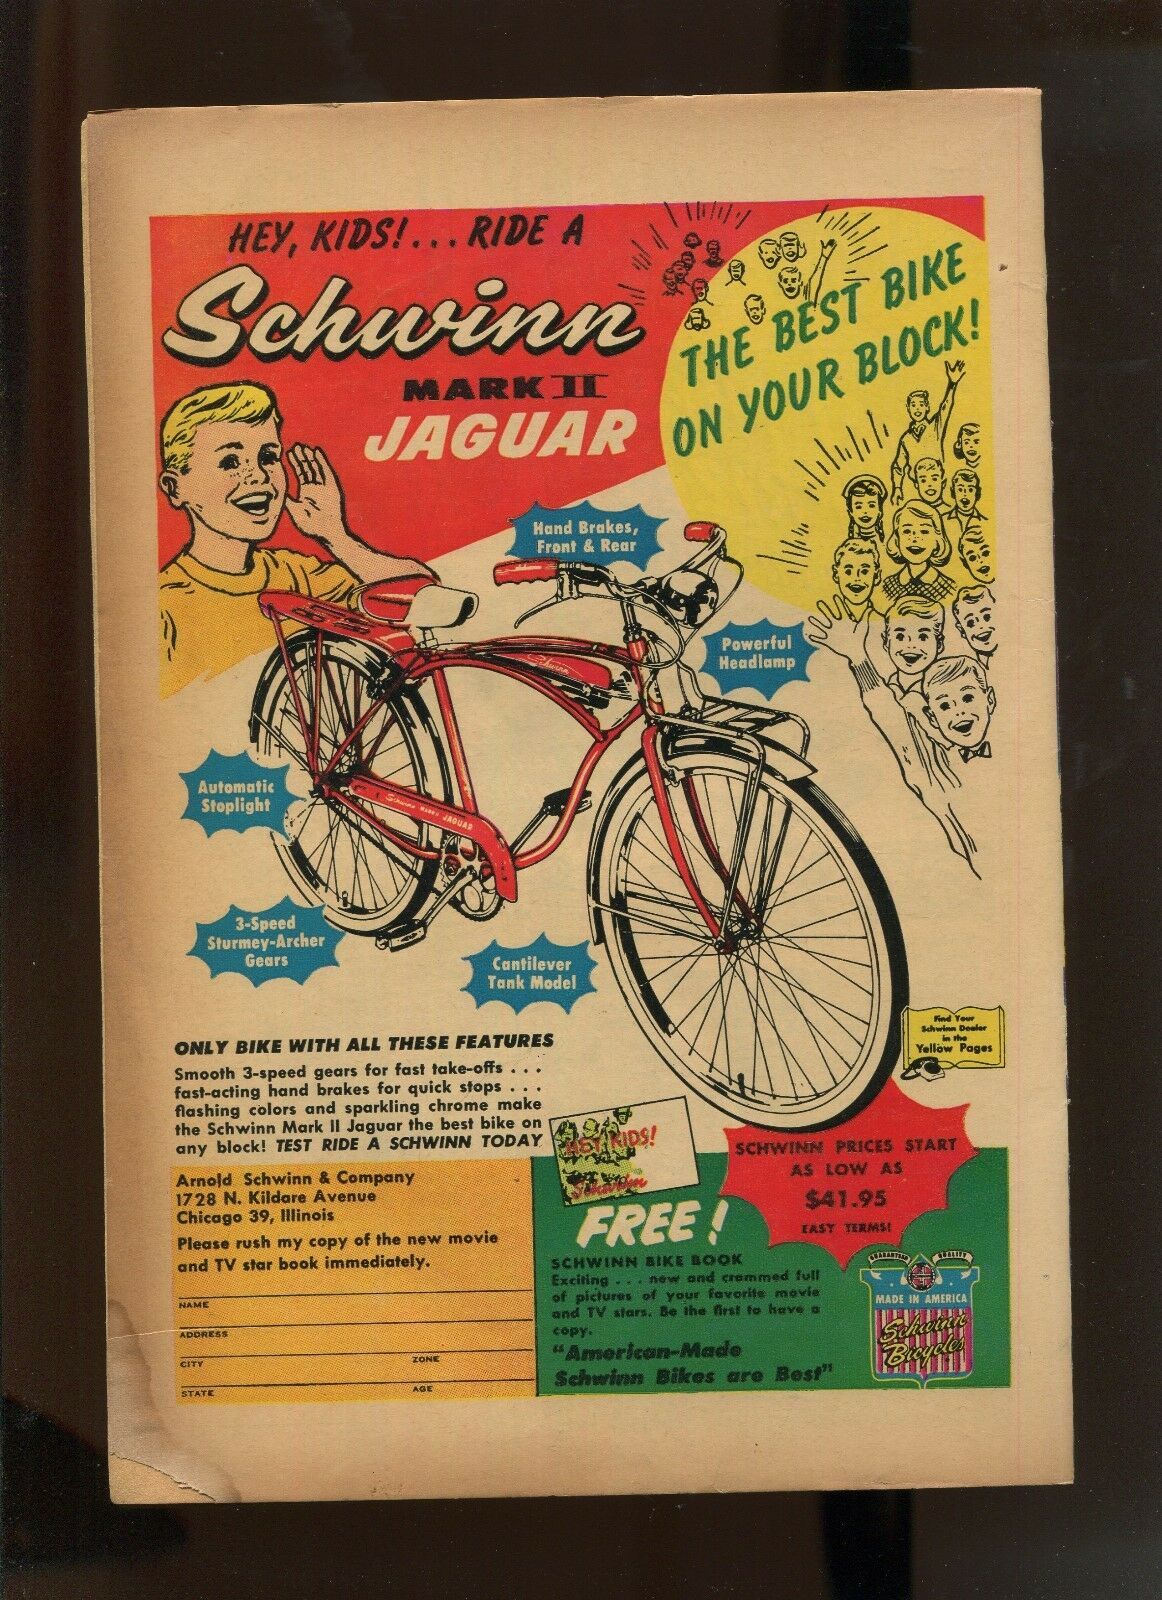 HEY, KIDS!... RIDE A
Schwinn
MARK II
JAGUAR
THE BEST BIKE
ON YOUR BLOCK!
Hand Brakes,
Front & Rear
Powerful
Headlamp
Schwinn
Automatic
Stoplight
Schwinn MARK II JAGUAR
3-Speed
Sturmey-Archer
Gears
Cantilever
Tank Model
Find Your
Schwinn Dealer
in the
Yellow Pages
ONLY BIKE WITH ALL THESE FEATURES
Smooth 3-speed gears for fast take-offs . . .
fast-acting hand brakes for quick stops . . .
flashing colors and sparkling chrome make
the Schwinn Mark II Jaguar the best bike on
any block! TEST RIDE A SCHWINN TODAY
Arnold Schwinn & Company
1728 N. Kildare Avenue
Chicago 39, Illinois
Please rush my copy of the new movie
and TV star book immediately.
NAME
ADDRESS
CITY ZONE
STATE AGE
HEY KIDS!
Schwinn
FREE!
SCHWINN BIKE BOOK
Exciting . . . new and crammed full
of pictures of your favorite movie
and TV stars. Be the first to have a
copy.
"American-Made
Schwinn Bikes are Best"
SCHWINN PRICES START
AS LOW AS
$41.95
EASY TERMS!
GUARANTEED QUALITY
MADE IN AMERICA
Schwinn
Bicycles